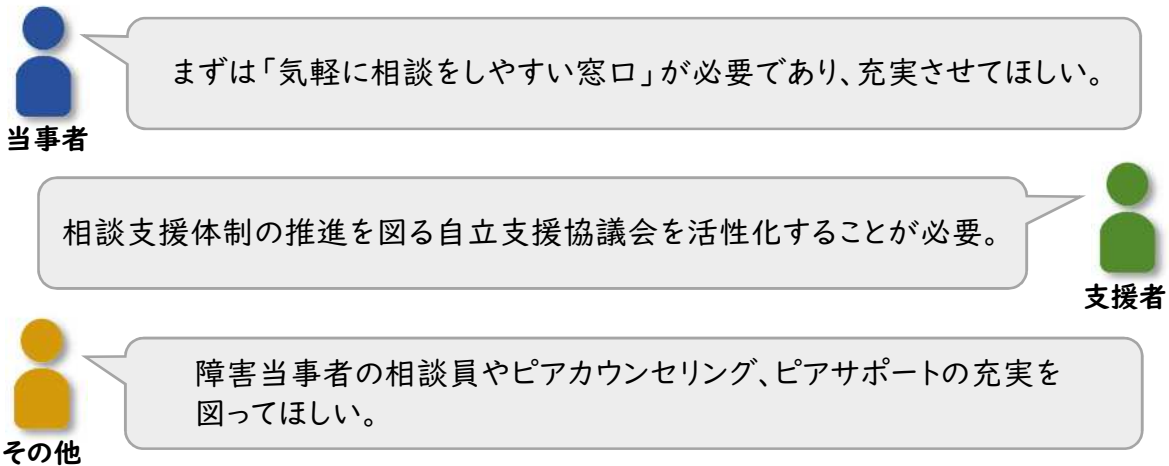 まずは「気軽に相談をしやすい窓口」が必要であり、充実させてほしい。
当事者
相談支援体制の推進を図る自立支援協議会を活性化することが必要。
支援者
障害当事者の相談員やピアカウンセリング、ピアサポートの充実を
図ってほしい。
その他